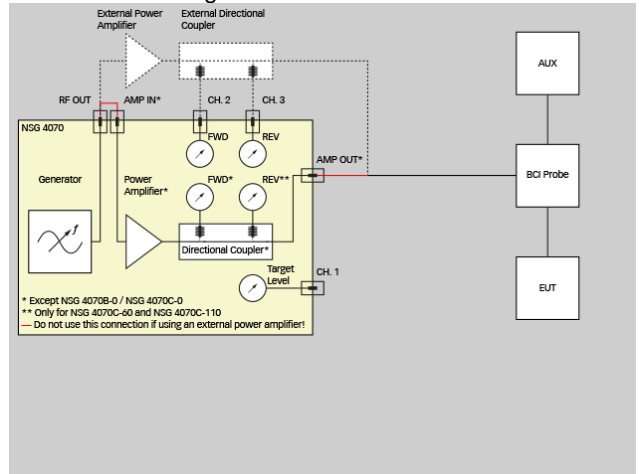 External Power
Amplifier
External Directional
Coupler
RF OUT
AMP IN*
CH. 2
CH. 3
AUX
NSG 4070
FWD
REV
AMP OUT*
Generator
Power
Amplifier*
FWD*
REV**
BCI Probe
Directional Coupler*
Target
Level
CH. 1
EUT
* Except NSG 4070B-0 / NSG 4070C-0
** Only for NSG 4070C-60 and NSG 4070C-110
— Do not use this connection if using an external power amplifier!